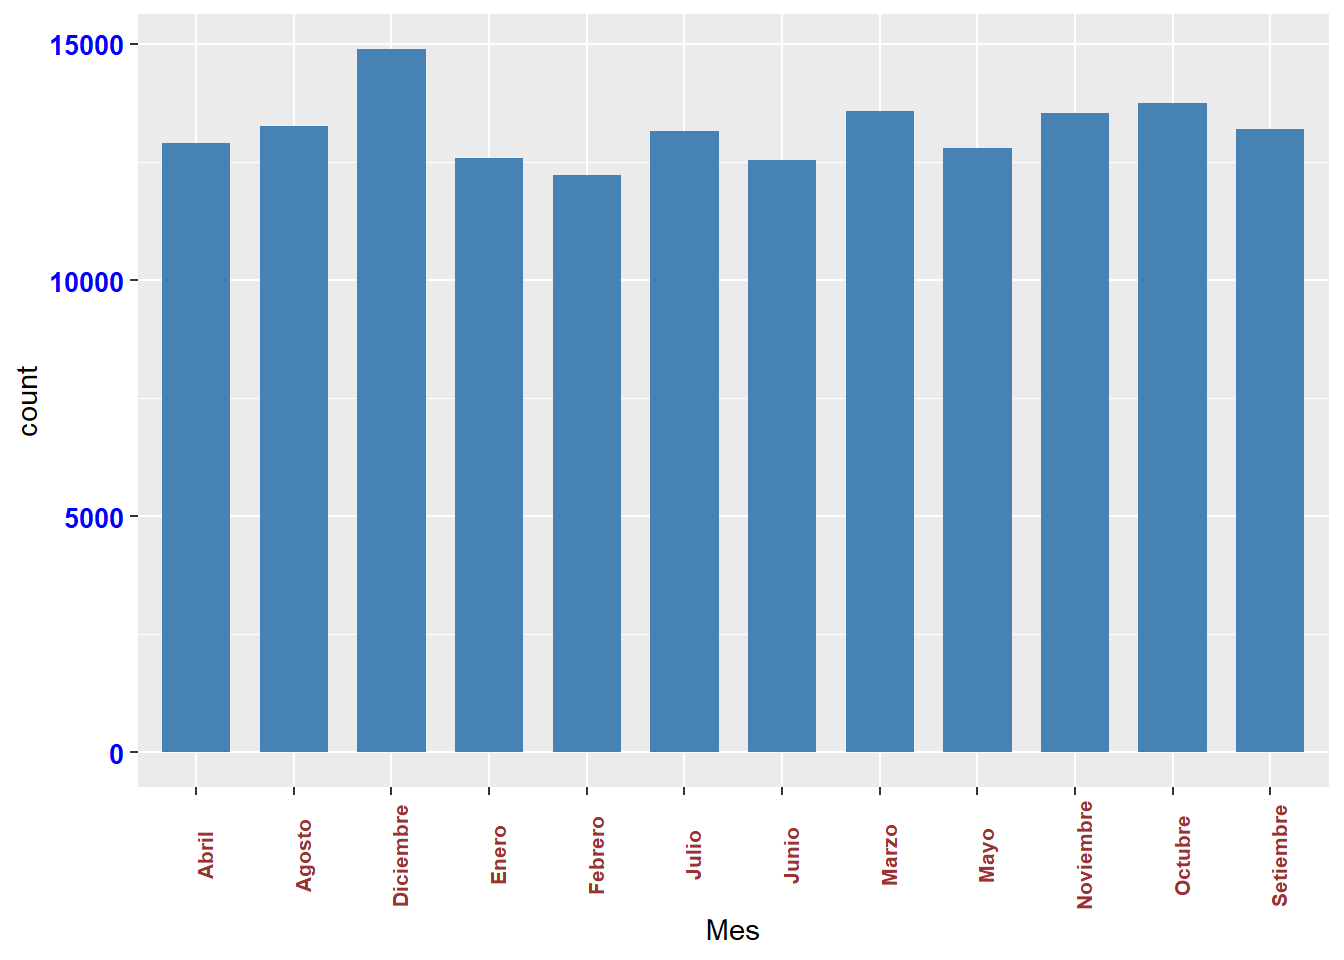 15000
10000
5000
0
count
Abril
Agosto
Diciembre
Enero
Febrero
Julio
Junio
Marzo
Mayo
Noviembre
Octubre
Setiembre
Mes